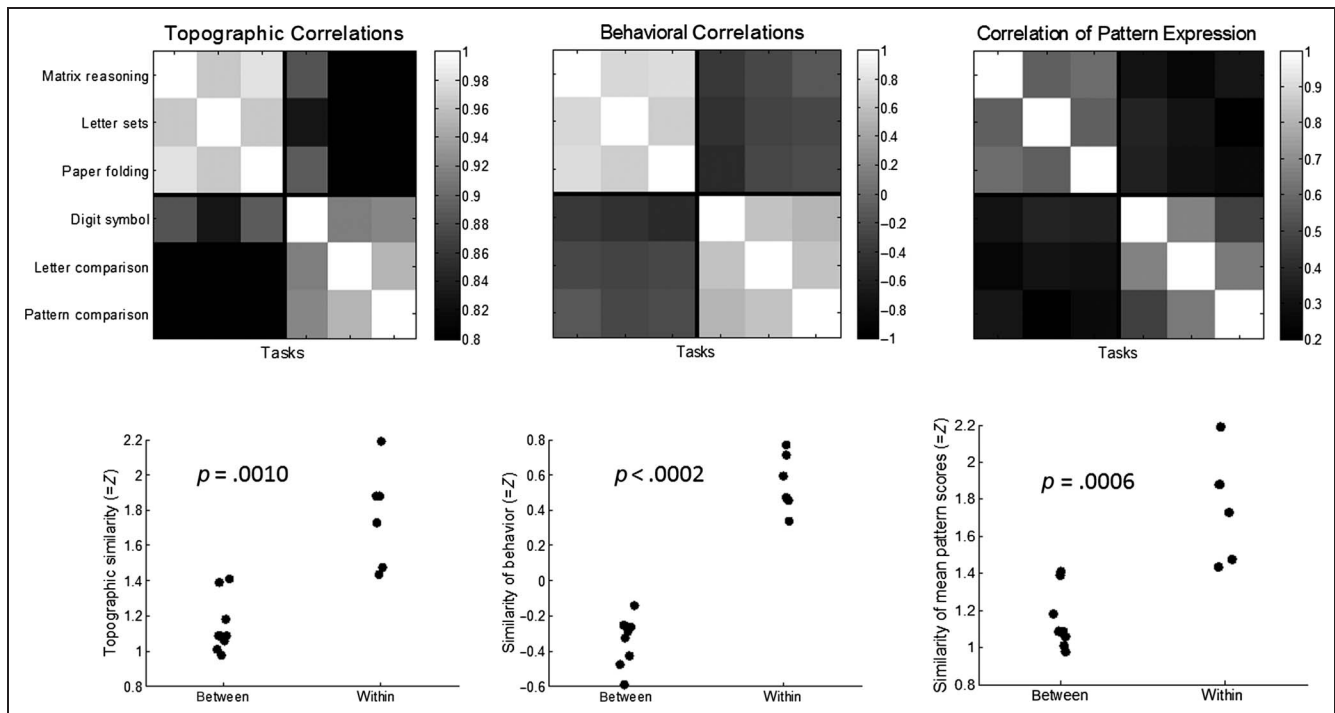 Topographic Correlations
Behavioral Correlations
Correlation of Pattern Expression
Matrix reasoning
Letter sets
Paper folding
Digit symbol
Letter comparison
Pattern comparison
1
0.98
0.96
0.94
0.92
0.9
0.88
0.86
0.84
0.82
0.8
Tasks
1
0.8
0.6
0.4
0.2
0
−0.2
−0.4
−0.6
−0.8
−1
Tasks
1
0.9
0.8
0.7
0.6
0.5
0.4
0.3
0.2
Tasks
Topographic similarity (=Z)
2.2
2
1.8
1.6
1.4
1.2
1
0.8
p = .0010
Between
Within
Similarity of behavior (=Z)
0.8
0.6
0.4
0.2
0
−0.2
−0.4
−0.6
p < .0002
Between
Within
Similarity of mean pattern scores (=Z)
2.2
2
1.8
1.6
1.4
1.2
1
0.8
p = .0006
Between
Within